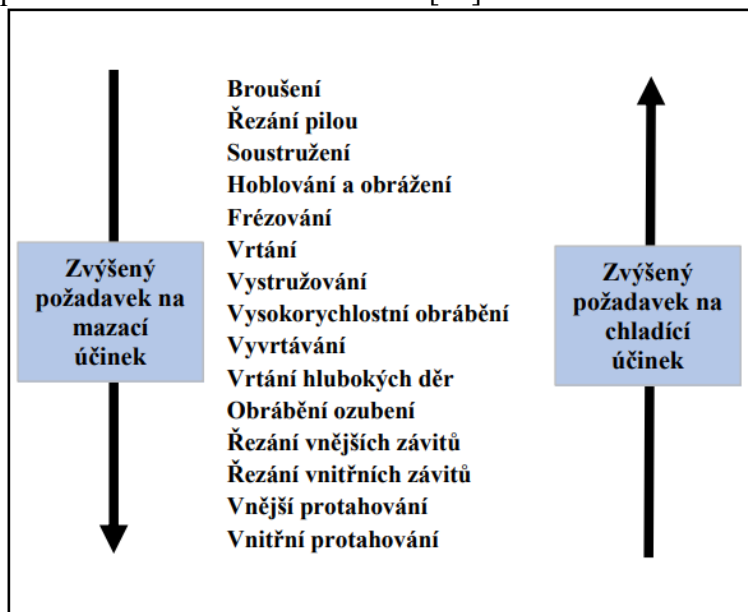 Broušení
Řezání pilou
Soustružení
Hoblování a obrážení
Frézování
Vrtání
Vystružování
Vysokorychlostní obrábění
Vyvrtávání
Vrtání hlubokých děr
Obrábění ozubení
Řezání vnějších závitů
Řezání vnitřních závitů
Vnější protahování
Vnitřní protahování
Zvýšený
požadavek na
mazací
účinek
Zvýšený
požadavek na
chladící
účinek